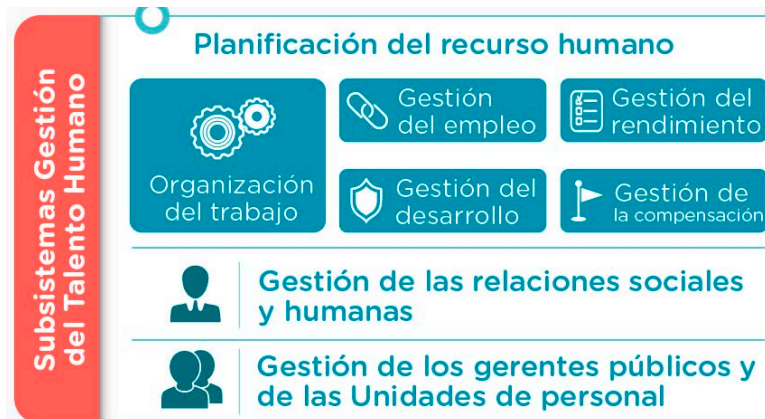 Subsistemas Gestión
del Talento Humano
Planificación del recurso humano
Organización
del trabajo
Gestión
del empleo
Gestión del
rendimiento
Gestión del
desarrollo
Gestión de
la compensación
Gestión de las relaciones sociales
y humanas
Gestión de los gerentes públicos y
de las Unidades de personal